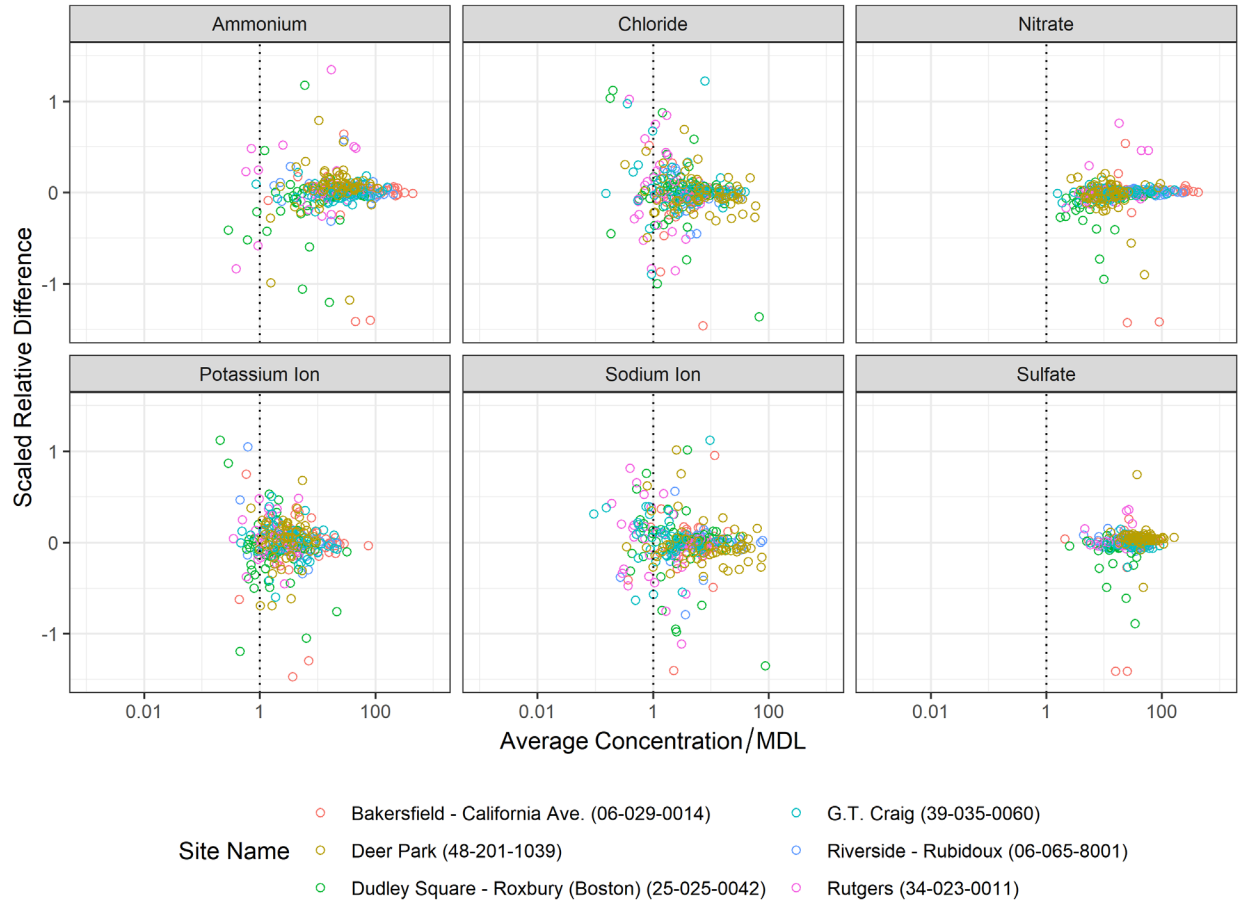 Ammonium Chloride Nitrate
1
0
-1
Potassium Ion Sodium Ion Sulfate
1
0
-1
Scaled Relative Difference
0.01 1 100 0.01 1 100 0.01 1 100
Average Concentration/MDL
Site Name
Bakersfield - California Ave. (06-029-0014)
Deer Park (48-201-1039)
Dudley Square - Roxbury (Boston) (25-025-0042)
G.T. Craig (39-035-0060)
Riverside - Rubidoux (06-065-8001)
Rutgers (34-023-0011)